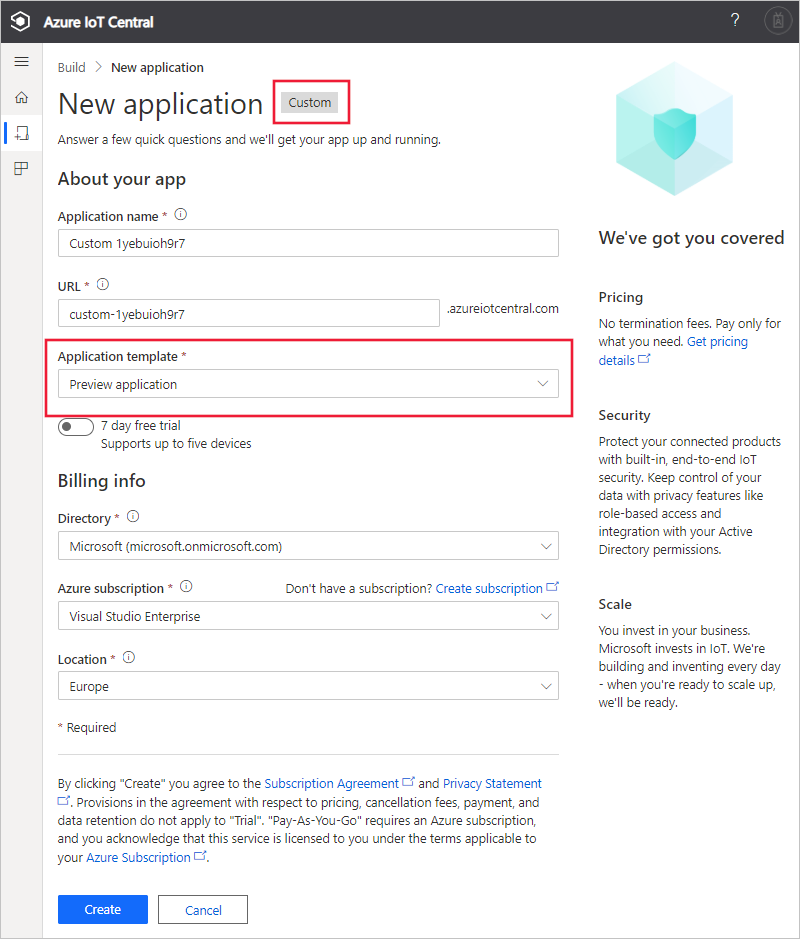 Azure IoT Central
?
Build > New application
New application Custom
Answer a few quick questions and we'll get your app up and running.
About your app
Application name *
Custom 1yebuioh9r7
URL *
custom-1yebuioh9r7 .azureiotcentral.com
Application template *
Preview application
7 day free trial
Supports up to five devices
Billing info
Directory *
Microsoft (microsoft.onmicrosoft.com)
Azure subscription * Don't have a subscription? Create subscription
Visual Studio Enterprise
Location *
Europe
* Required
By clicking "Create" you agree to the Subscription Agreement and Privacy Statement
. Provisions in the agreement with respect to pricing, cancellation fees, payment, and
data retention do not apply to "Trial". "Pay-As-You-Go" requires an Azure subscription,
and you acknowledge that this service is licensed to you under the terms applicable to
your Azure Subscription .
Create Cancel
We've got you covered
Pricing
No termination fees. Pay only for
what you need. Get pricing
details
Security
Protect your connected products
with built-in, end-to-end IoT
security. Keep control of your
data with privacy features like
role-based access and
integration with your Active
Directory permissions.
Scale
You invest in your business.
Microsoft invests in IoT. We're
building and inventing every day
- when you're ready to scale up,
we'll be ready.